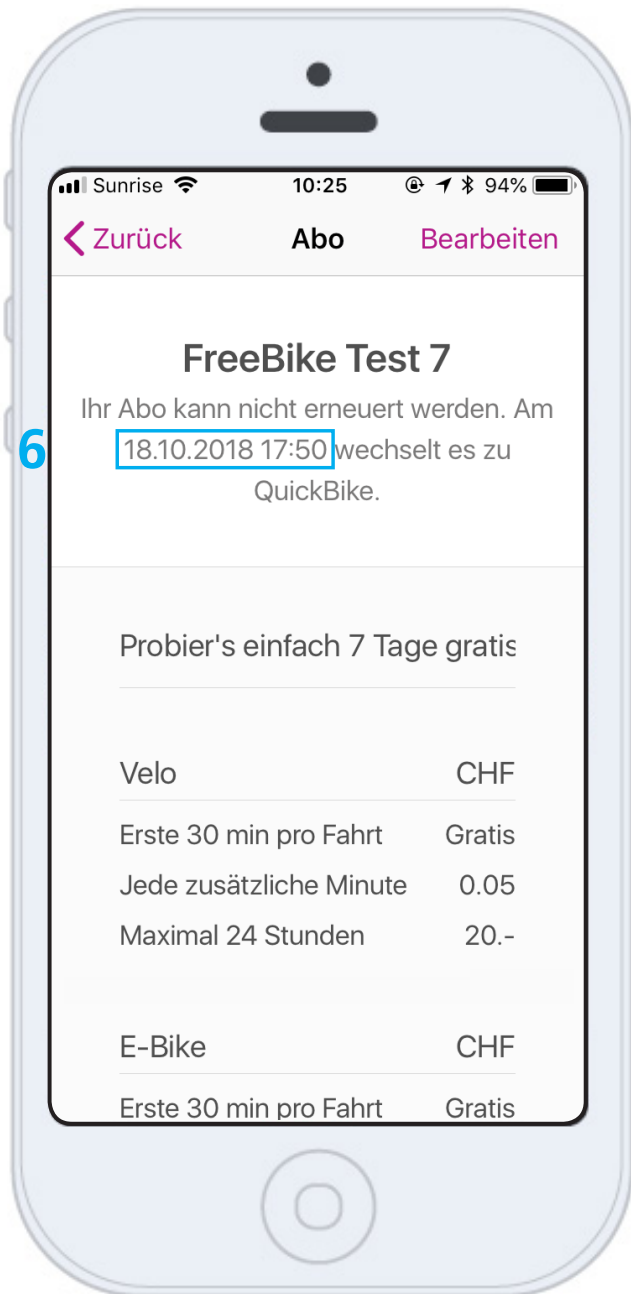 Sunrise 10:25 94%
Zurück Abo Bearbeiten
FreeBike Test 7
Ihr Abo kann nicht erneuert werden. Am
6 18.10.2018 17:50 wechselt es zu
QuickBike.
Probier's einfach 7 Tage gratis
Velo CHF
Erste 30 min pro Fahrt Gratis
Jede zusätzliche Minute 0.05
Maximal 24 Stunden 20.-
E-Bike CHF
Erste 30 min pro Fahrt Gratis